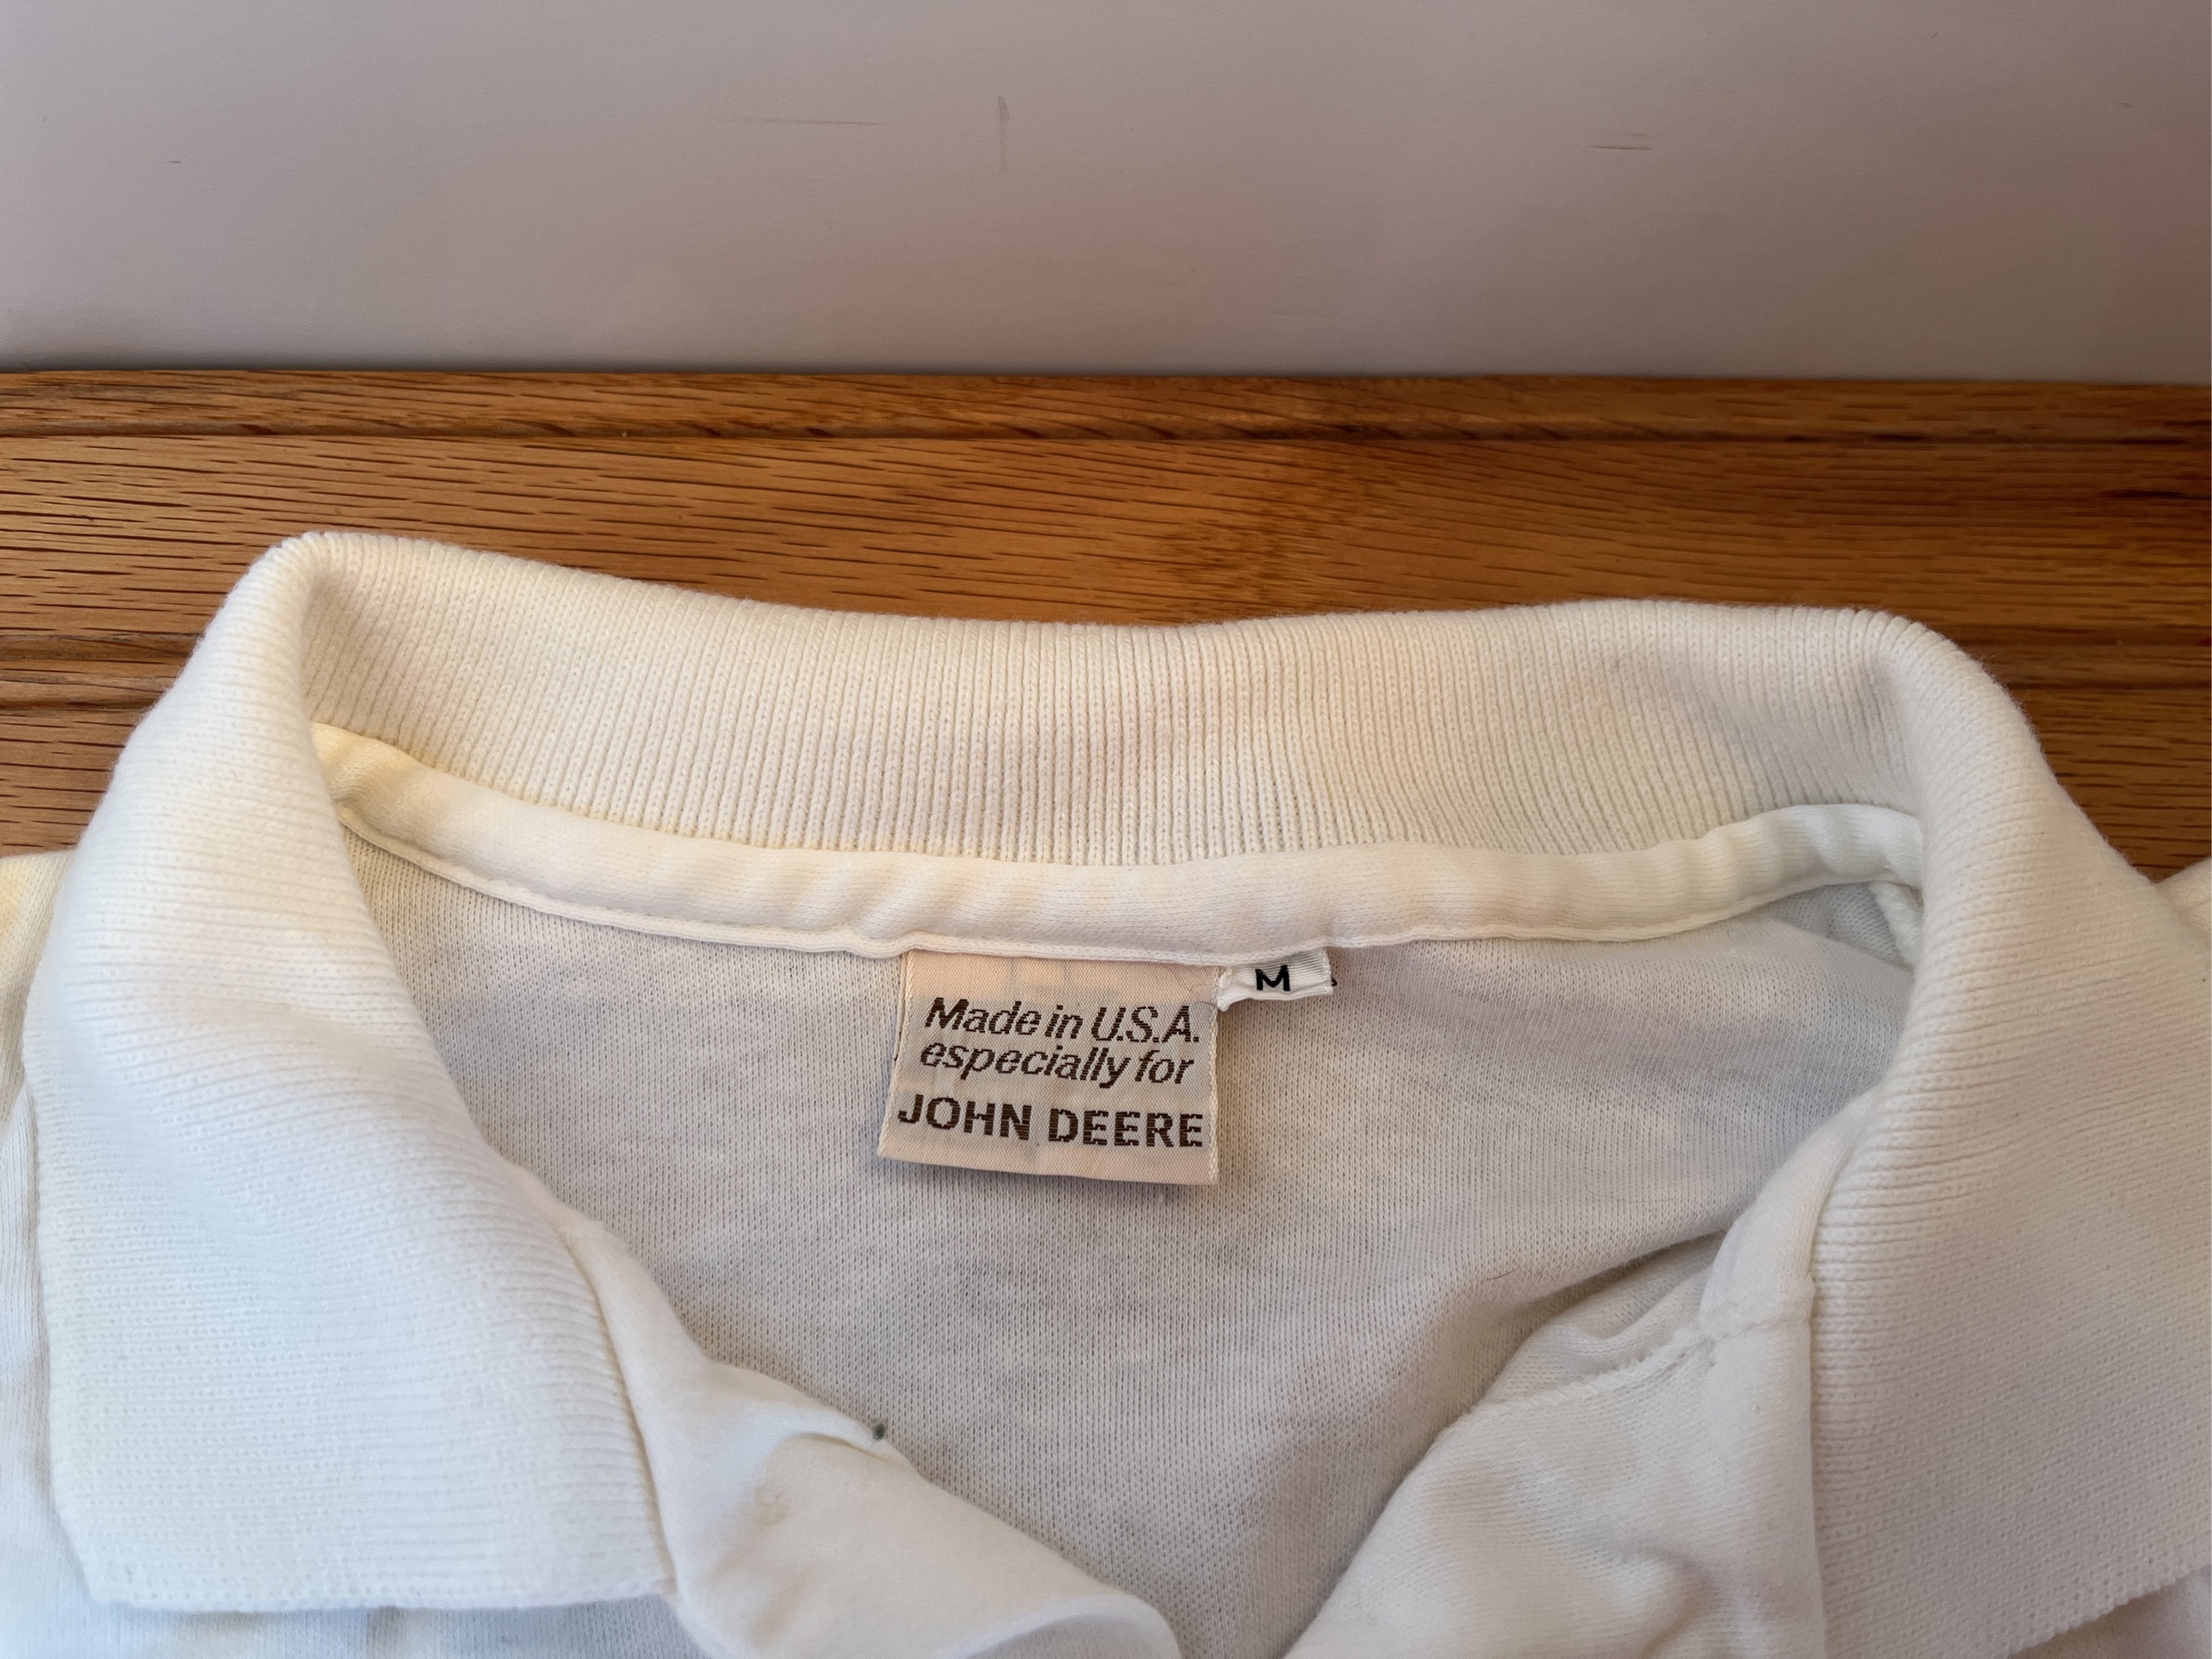 Made in U.S.A.
especially for
JOHN DEERE
M